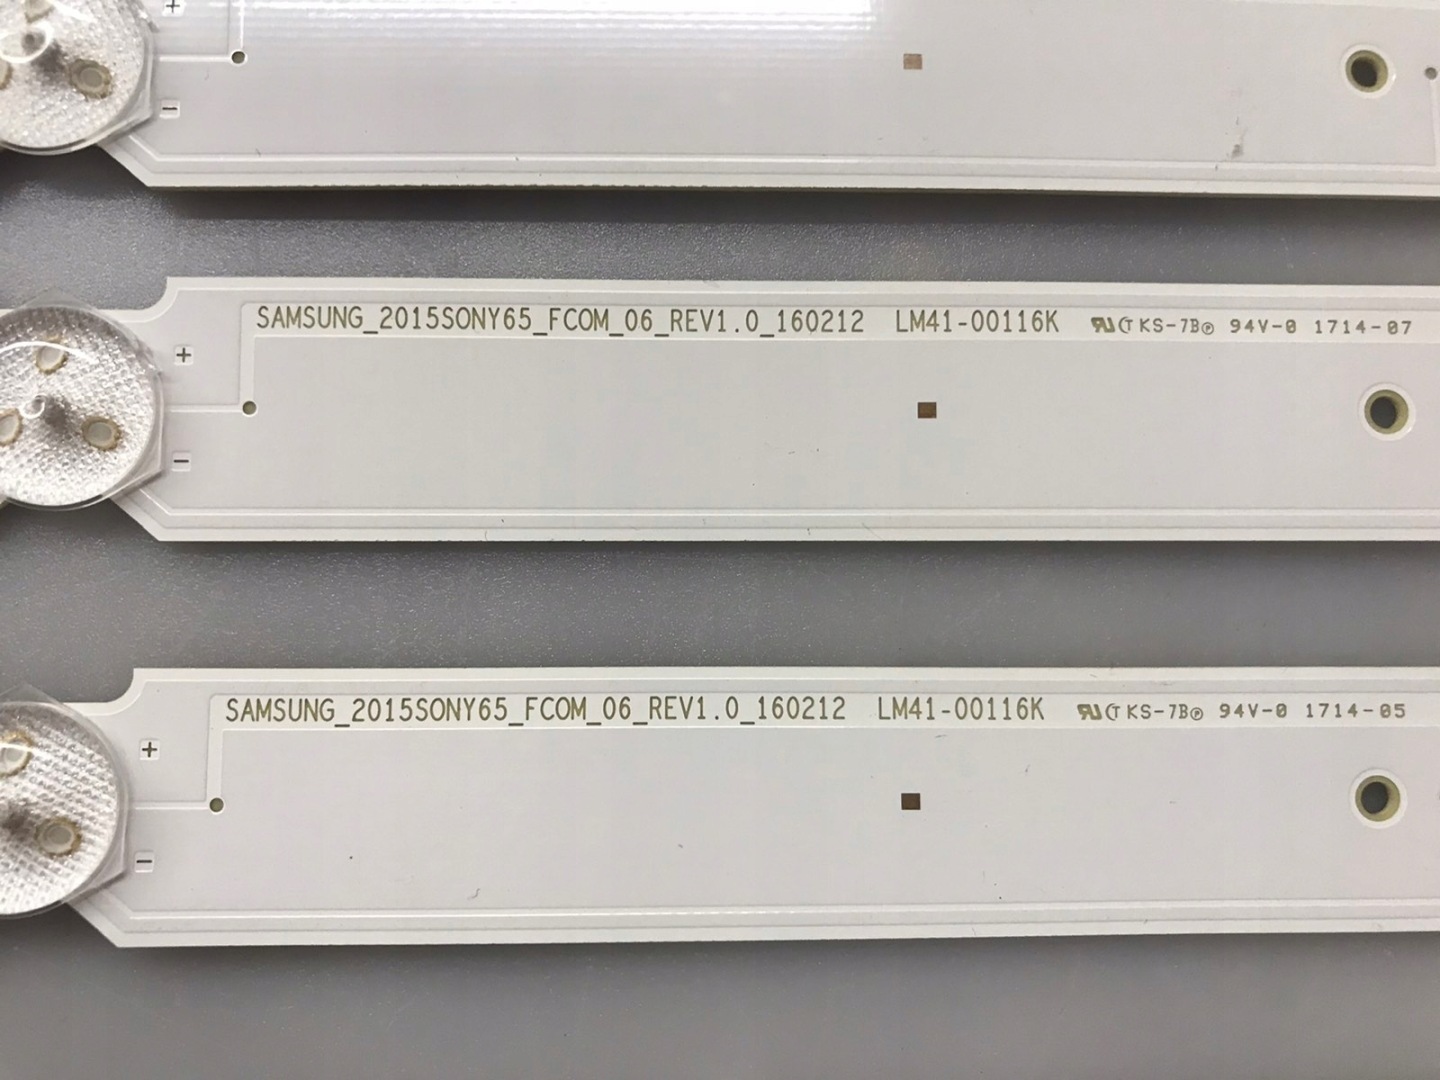 +
SAMSUNG_2015SONY65_FCOM_06_REV1.0_160212 LM41-00116K KS-7B 94V-0 1714-07
+
SAMSUNG_2015SONY65_FCOM_06_REV1.0_160212 LM41-00116K KS-7B 94V-0 1714-05
+